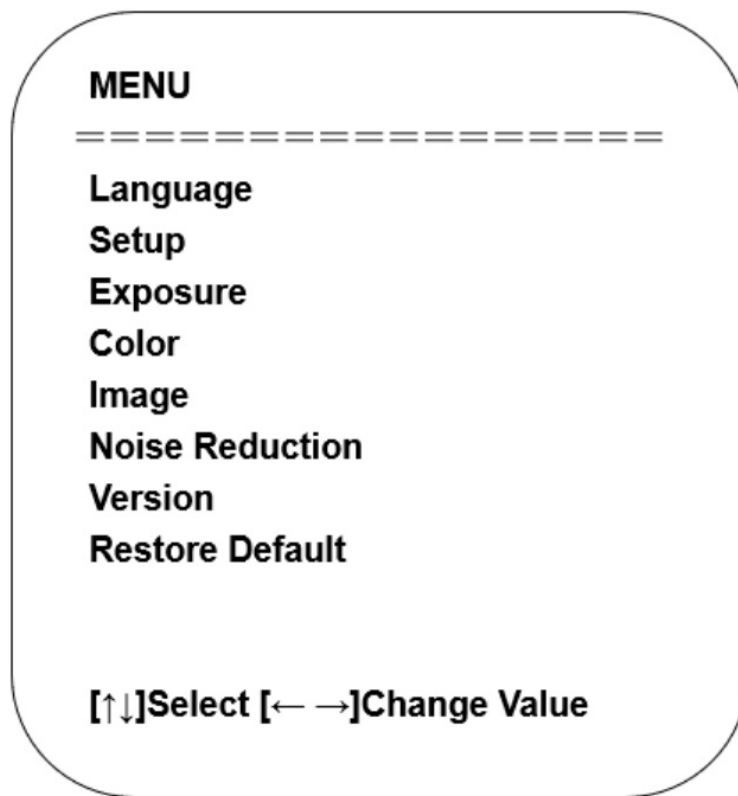 MENU
=================
Language
Setup
Exposure
Color
Image
Noise Reduction
Version
Restore Default
[↑↓]Select [← →]Change Value